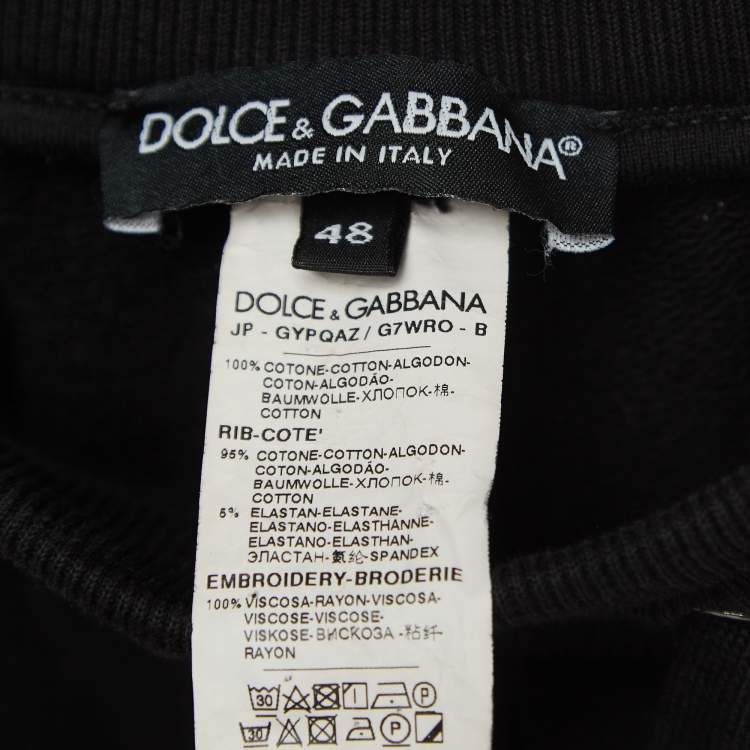 DOLCE & GABBANA®
MADE IN ITALY
48
DOLCE & GABBANA
JP - GYPQAZ / G7WRO - B
100% COTONE-COTTON-ALGODON-
COTON-ALGODÃO-
BAUMWOLLE-ХЛОПОК-棉-
COTTON
RIB-COTE'
95% COTONE-COTTON-ALGODON-
COTON-ALGODÃO-
BAUMWOLLE-ХЛОПОК-棉-
COTTON
5% ELASTAN-ELASTANE-
ELASTANO-ELASTHANNE-
ELASTANO-ELASTHAN-
ЭЛАСТАН-氨纶-SPANDEX
EMBROIDERY-BRODERIE
100% VISCOSA-RAYON-VISCOSA-
VISCOSE-VISCOSE-
VISKOSE-ВИСКОЗА -粘纤-
RAYON
30 P
30 P